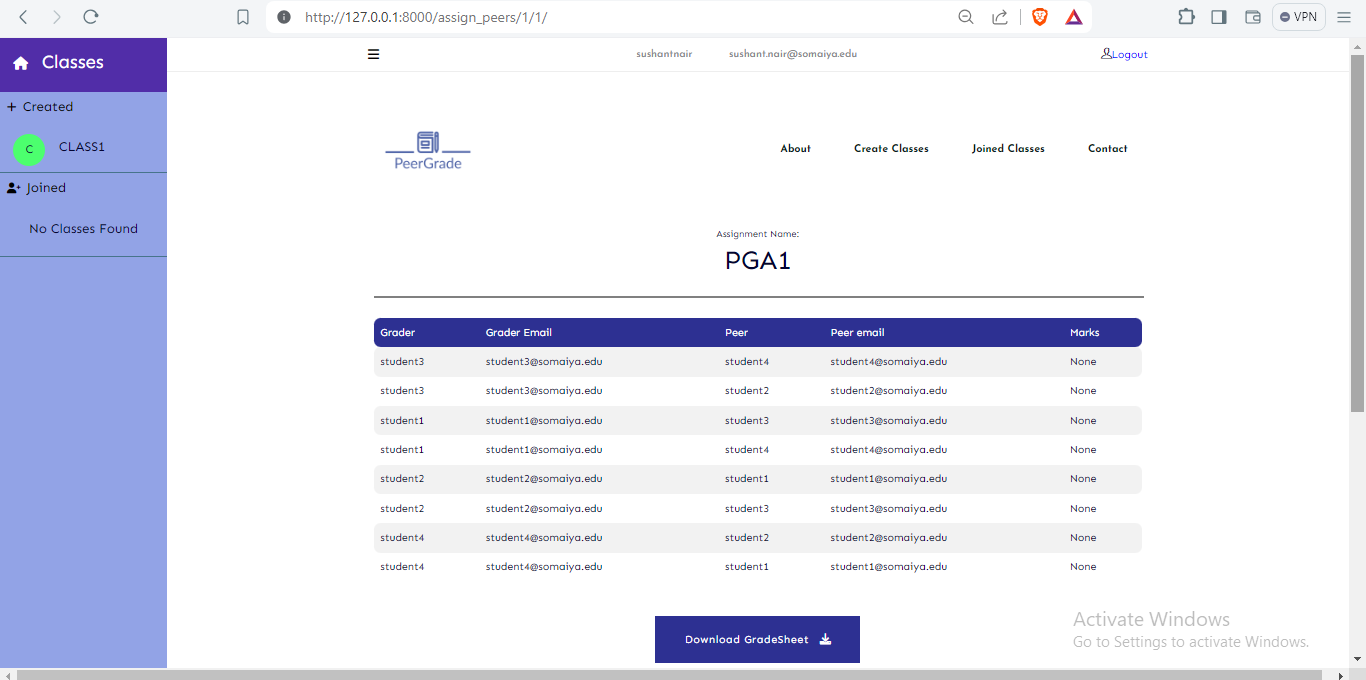 http://127.0.0.1:8000/assign_peers/1/1/
VPN
Classes
+ Created
C CLASS1
Joined
No Classes Found
sushantnair sushant.nair@somaiya.edu Logout
PeerGrade
About Create Classes Joined Classes Contact
Assignment Name:
PGA1
Grader Grader Email Peer Peer email Marks
student3 student3@somaiya.edu student4 student4@somaiya.edu None
student3 student3@somaiya.edu student2 student2@somaiya.edu None
student1 student1@somaiya.edu student3 student3@somaiya.edu None
student1 student1@somaiya.edu student4 student4@somaiya.edu None
student2 student2@somaiya.edu student1 student1@somaiya.edu None
student2 student2@somaiya.edu student3 student3@somaiya.edu None
student4 student4@somaiya.edu student2 student2@somaiya.edu None
student4 student4@somaiya.edu student1 student1@somaiya.edu None
Download GradeSheet
Activate Windows
Go to Settings to activate Windows.